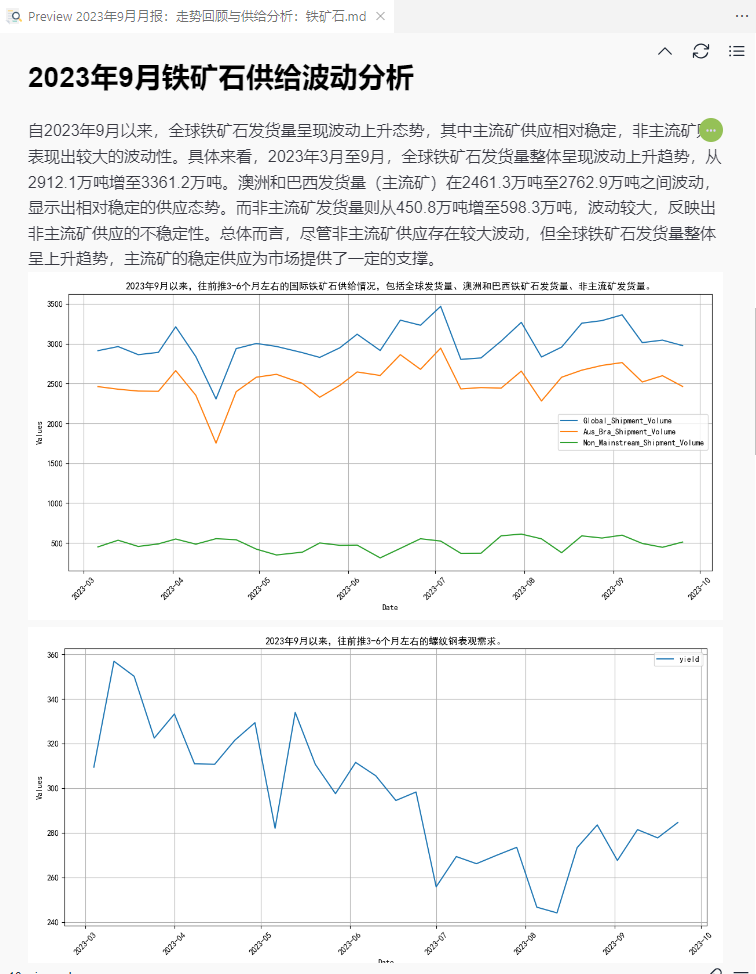 Preview 2023年9月月报：走势回顾与供给分析：铁矿石.md
2023年9月铁矿石供给波动分析
自2023年9月以来，全球铁矿石发货量呈现波动上升态势，其中主流矿供应相对稳定，非主流矿
表现出较大的波动性。具体来看，2023年3月至9月，全球铁矿石发货量整体呈现波动上升趋势，从
2912.1万吨增至3361.2万吨。澳洲和巴西发货量（主流矿）在2461.3万吨至2762.9万吨之间波动，
显示出相对稳定的供应态势。而非主流矿发货量则从450.8万吨增至598.3万吨，波动较大，反映出
非主流矿供应的不稳定性。总体而言，尽管非主流矿供应存在较大波动，但全球铁矿石发货量整体
呈上升趋势，主流矿的稳定供应为市场提供了一定的支撑。
2023年9月以来，往前推3-6个月左右的国际铁矿石供给情况，包括全球发货量、澳洲和巴西铁矿石发货量、非主流矿发货量。
3500
3000
2500
2000
1500
1000
500
Values
Global_Shipment_Volume
Aus_Bra_Shipment_Volume
Non_Mainstream_Shipment_Volume
2023-03
2023-04
2023-05
2023-06
2023-07
2023-08
2023-09
2023-10
Date
2023年9月以来，往前推3-6个月左右的螺纹钢表观需求。
360
340
320
300
280
260
240
Values
yield
2023-03
2023-04
2023-05
2023-06
2023-07
2023-08
2023-09
2023-10
Date